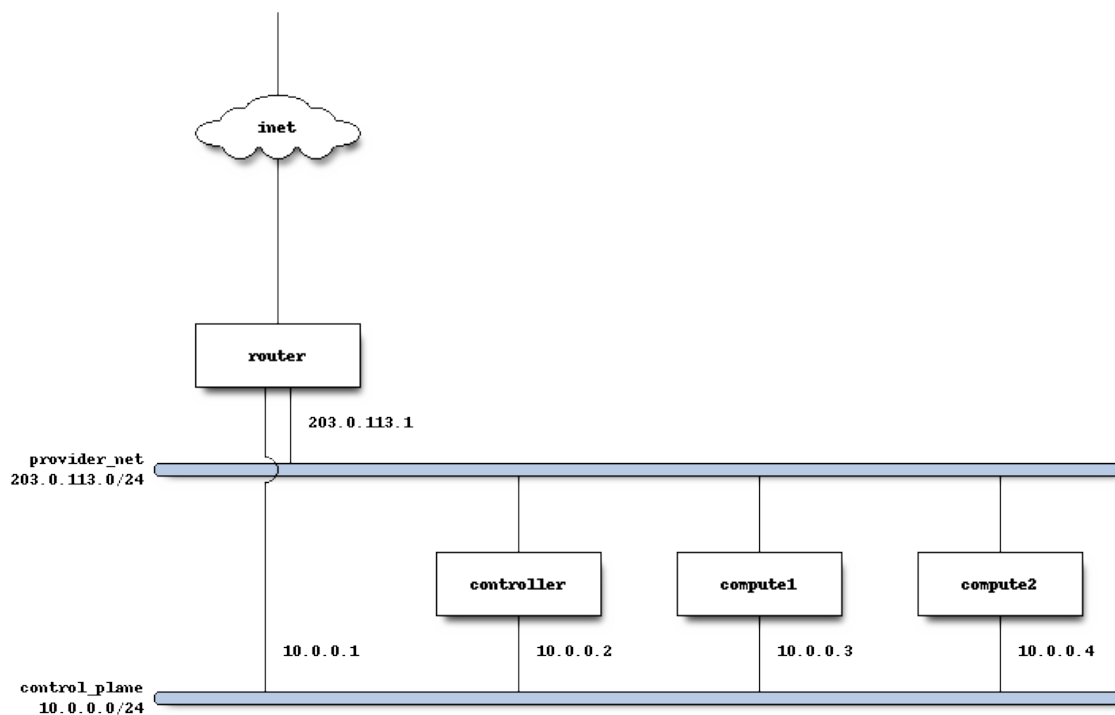 inet
router
203.0.113.1
provider_net
203.0.113.0/24
controller
compute1
compute2
10.0.0.1
10.0.0.2
10.0.0.3
10.0.0.4
control_plane
10.0.0.0/24